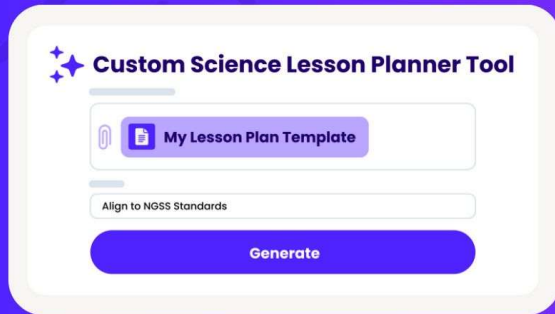 Custom Science Lesson Planner Tool
My Lesson Plan Template
Align to NGSS Standards
Generate